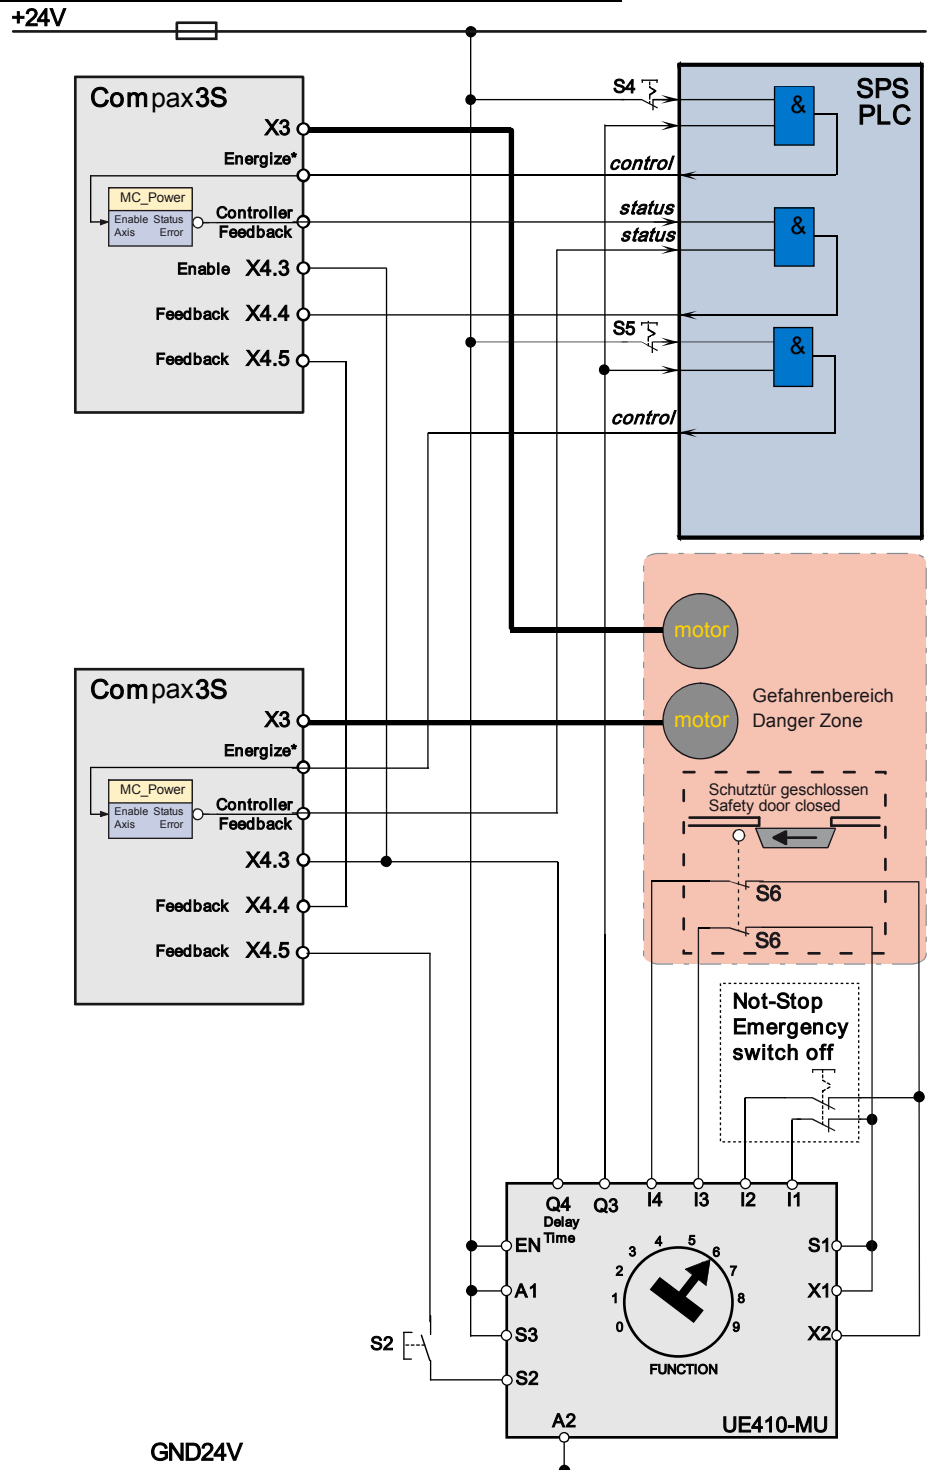 +24V
Compax3S
X3
Energize*
MC_Power
Enable Status
Axis Error
Controller
Feedback
Enable X4.3
Feedback X4.4
Feedback X4.5
S4
&
SPS
PLC
control
status
status
&
S5
&
control
motor
motor
Gefahrenbereich
Danger Zone
Schutztür geschlossen
Safety door closed
S6
S6
Compax3S
X3
Energize*
MC_Power
Enable Status
Axis Error
Controller
Feedback
X4.3
Feedback X4.4
Feedback X4.5
Not-Stop
Emergency
switch off
Q4 Q3 I4 I3 I2 I1
Delay
Time
EN
A1
S3
S2
S2
0 1 2 3 4 5 6 7 8 9
FUNCTION
S1
X1
X2
A2
UE410-MU
GND24V